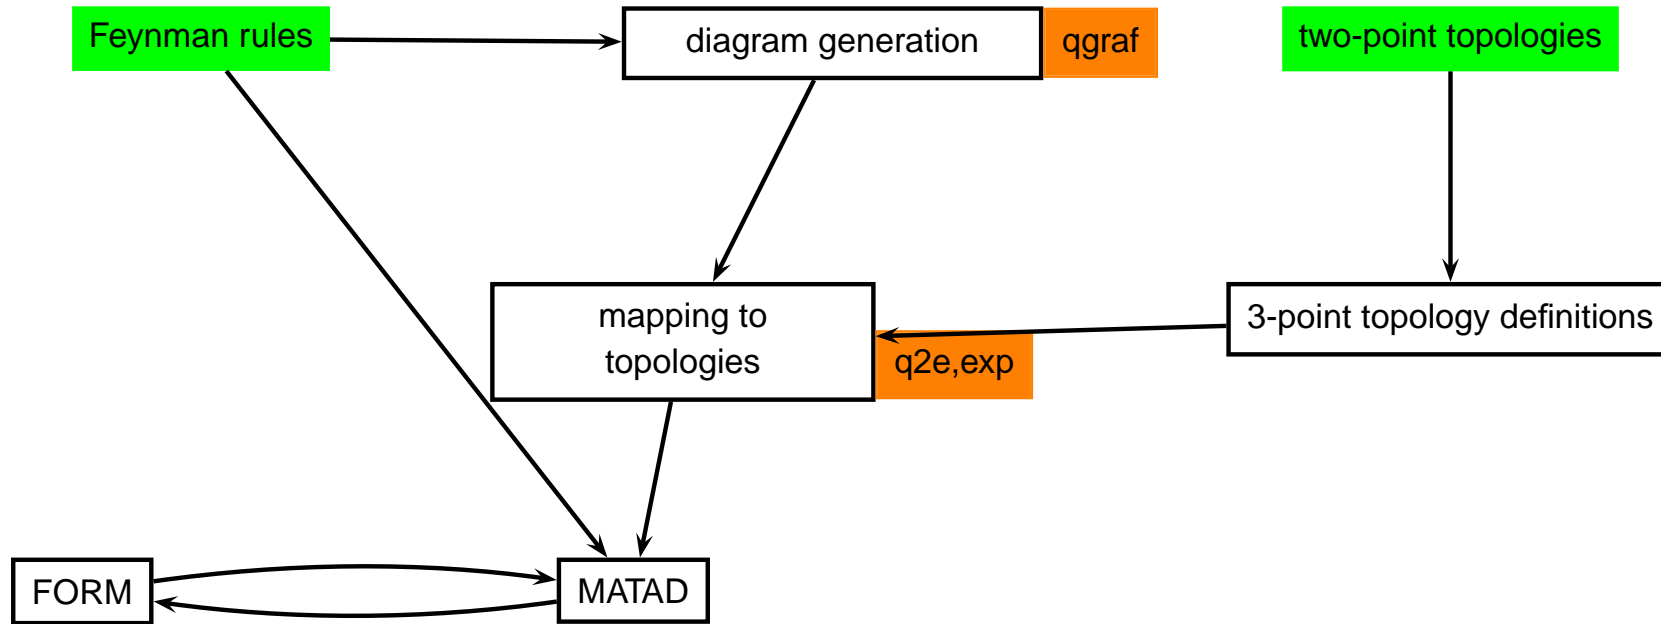 Feynman rules
diagram generation
qgraf
two-point topologies
mapping to
topologies
q2e,exp
3-point topology definitions
FORM
MATAD